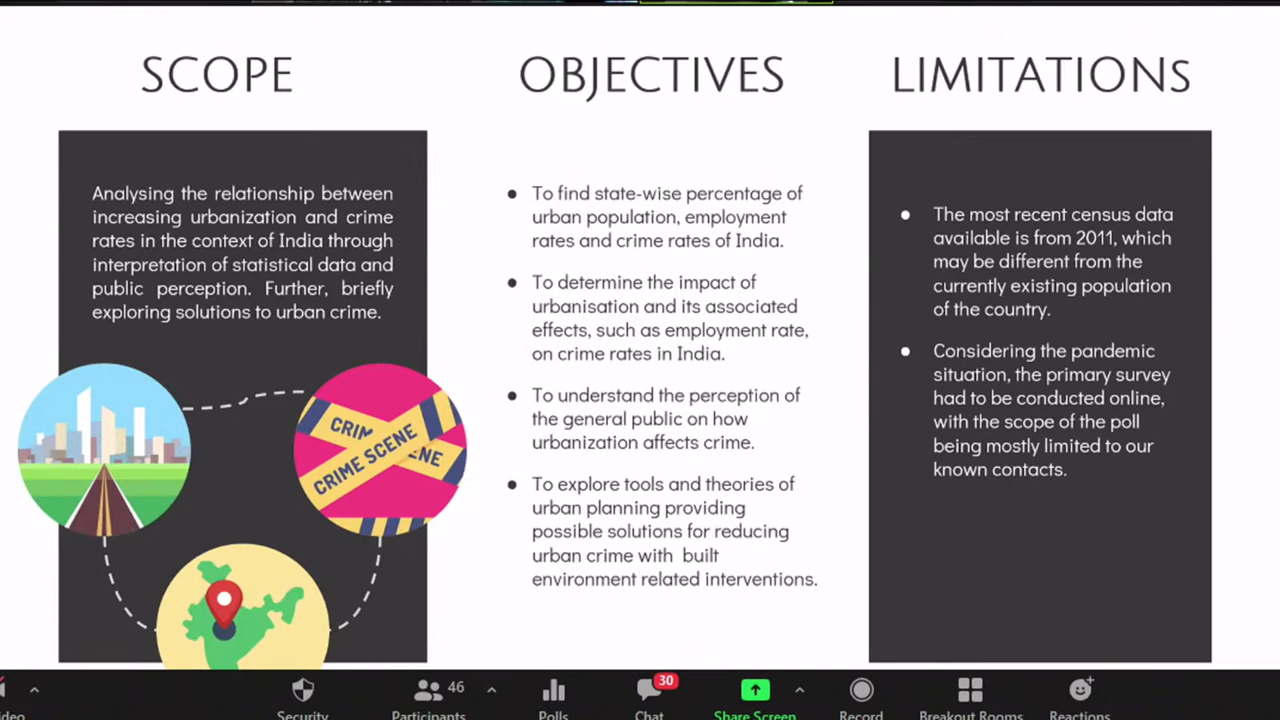 SCOPE
OBJECTIVES
LIMITATIONS
Analysing the relationship between
increasing urbanization and crime
rates in the context of India through
interpretation of statistical data and
public perception. Further, briefly
exploring solutions to urban crime.
CRIME SCENE
ENE
● To find state-wise percentage of
urban population, employment
rates and crime rates of India.
● To determine the impact of
urbanisation and its associated
effects, such as employment rate,
on crime rates in India.
● To understand the perception of
the general public on how
urbanization affects crime.
● To explore tools and theories of
urban planning providing
possible solutions for reducing
urban crime with built
environment related interventions.
● The most recent census data
available is from 2011, which
may be different from the
currently existing population
of the country.
● Considering the pandemic
situation, the primary survey
had to be conducted online,
with the scope of the poll
being mostly limited to our
known contacts.
46
30
Security Participants Polls Chat Share Screen Record Breakout Rooms Reactions